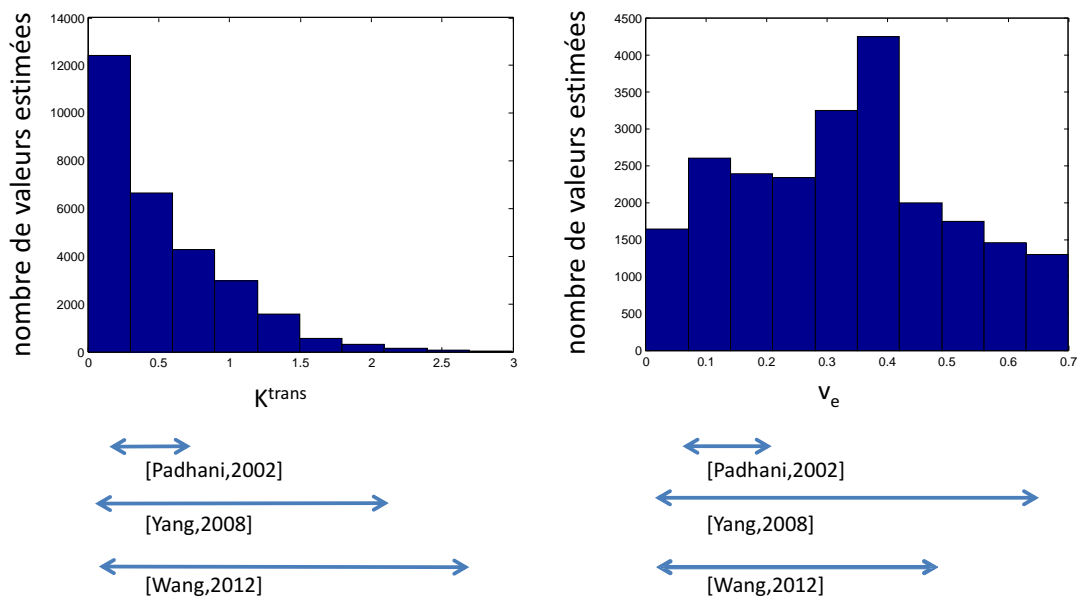 nombre de valeurs estimées
14000
12000
10000
8000
6000
4000
2000
0
0 0.5 1 1.5 2 2.5 3
K^trans
[Padhani,2002]
[Yang,2008]
[Wang,2012]
nombre de valeurs estimées
4500
4000
3500
3000
2500
2000
1500
1000
500
0
0 0.1 0.2 0.3 0.4 0.5 0.6 0.7
v_e
[Padhani,2002]
[Yang,2008]
[Wang,2012]